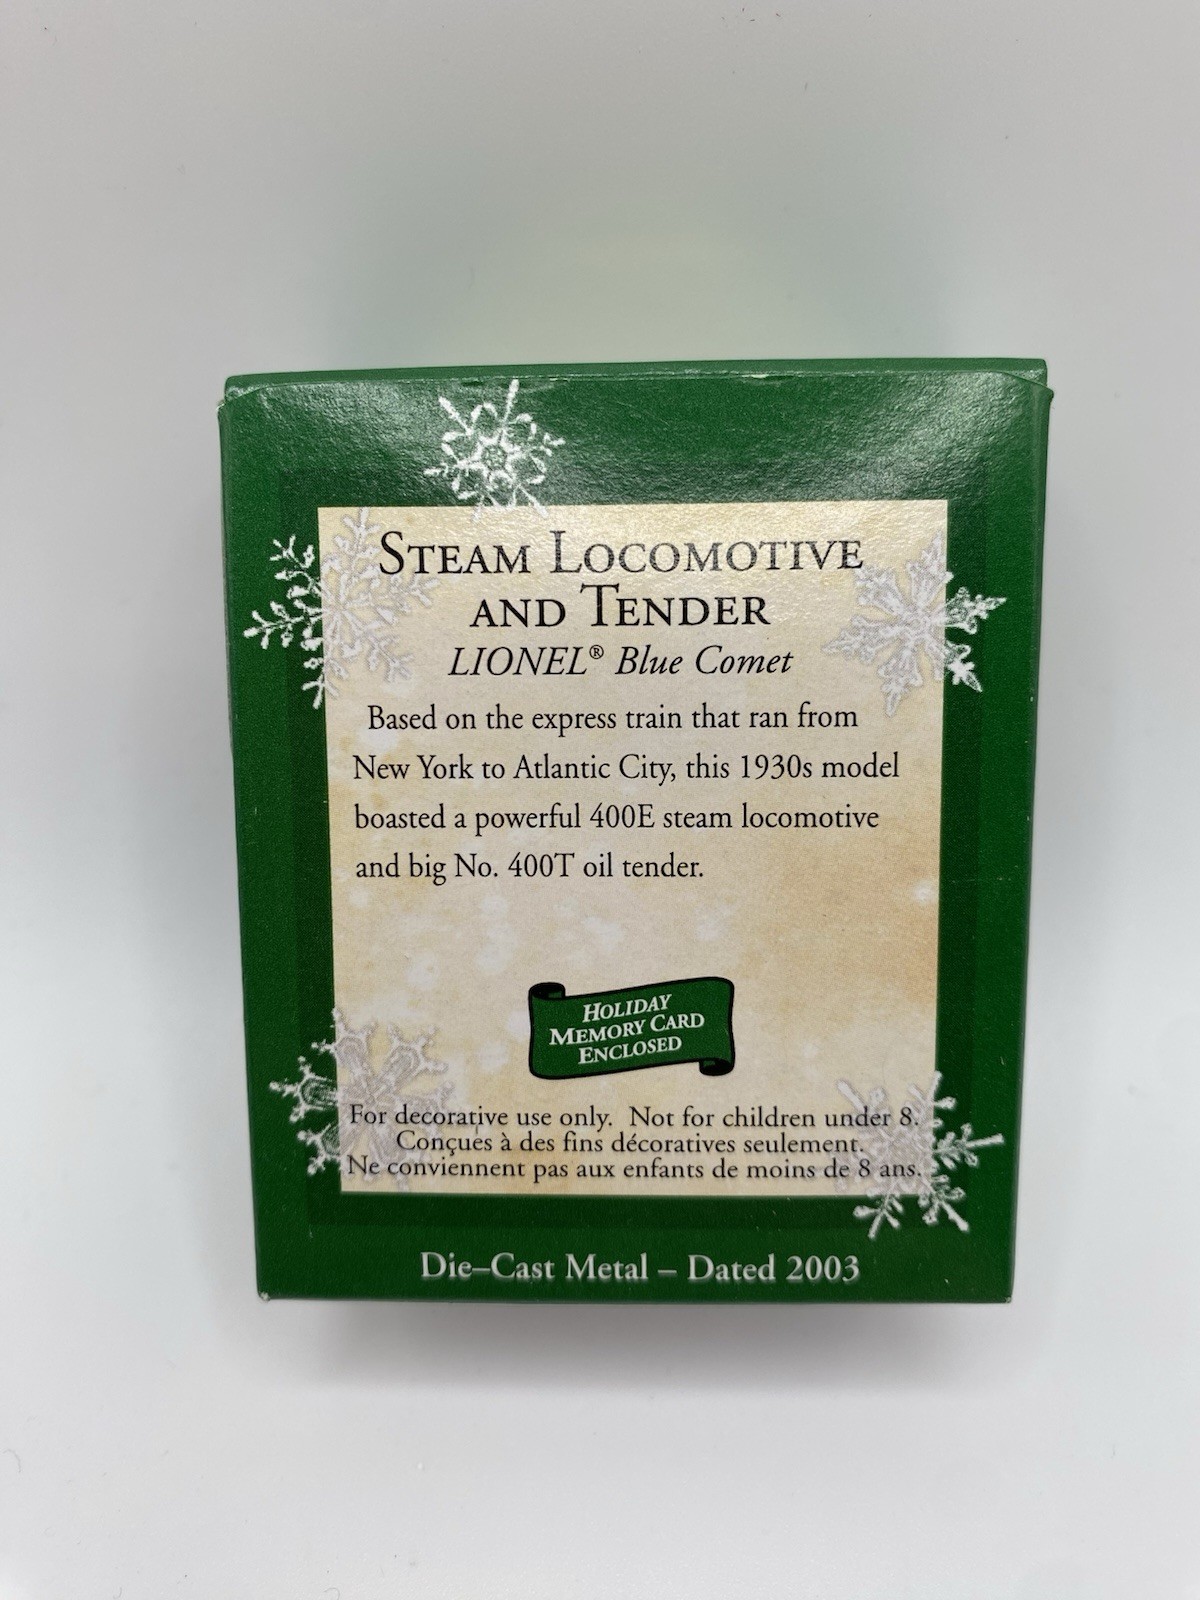 STEAM LOCOMOTIVE
AND TENDER
LIONEL® Blue Comet
Based on the express train that ran from
New York to Atlantic City, this 1930s model
boasted a powerful 400E steam locomotive
and big No. 400T oil tender.
HOLIDAY
MEMORY CARD
ENCLOSED
For decorative use only. Not for children under 8.
Conçues à des fins décoratives seulement.
Ne conviennent pas aux enfants de moins de 8 ans.
Die–Cast Metal – Dated 2003